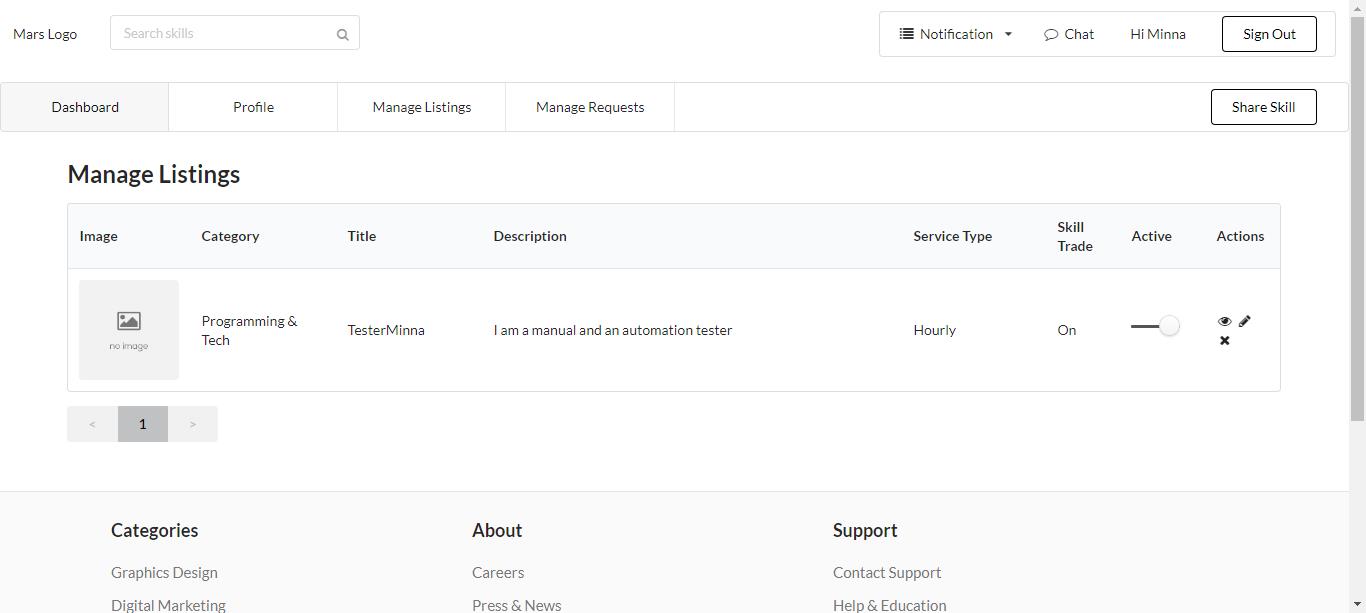 Mars Logo
Search skills
Notification
Chat
Hi Minna
Sign Out
Dashboard
Profile
Manage Listings
Manage Requests
Share Skill
Manage Listings
Image
Category
Title
Description
Service Type
Skill
Trade
Active
Actions
no image
Programming &
Tech
TesterMinna
I am a manual and an automation tester
Hourly
On
<
1
>
Categories
About
Support
Graphics Design
Careers
Contact Support
Digital Marketing
Press & News
Help & Education